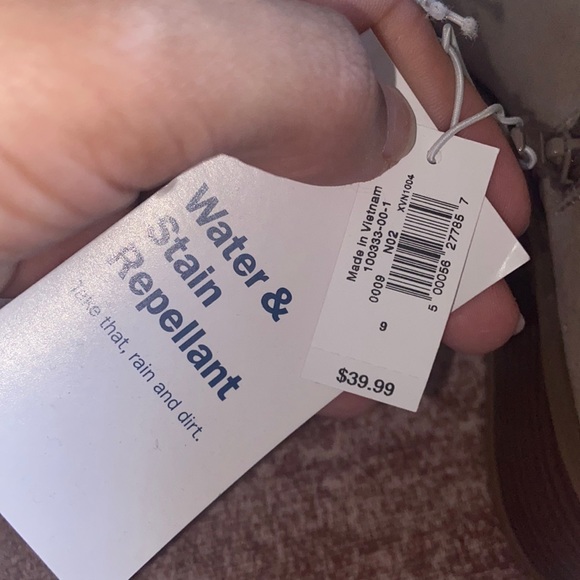 Water &
Stain
Repellant
Take that, rain and dirt.
Made in Vietnam
100333-00-1
0009 N02 XVN1004
5 00056 27785 7
9
$39.99